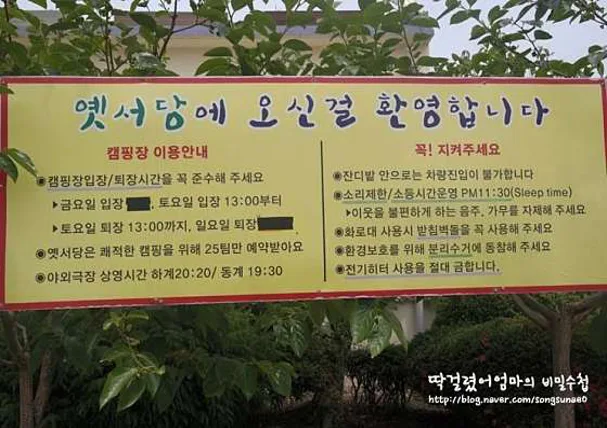 옛서당에 오신걸 환영합니다
캠핑장 이용안내
◉캠핑장입장/퇴장시간을 꼭 준수해 주세요
▶금요일 입장 , 토요일 입장 13:00부터
▶토요일 퇴장 13:00까지, 일요일 퇴장
◉옛서당은 쾌적한 캠핑을 위해 25팀만 예약받아요
◉야외극장 상영시간 하계20:20/ 동계 19:30
꼭! 지켜주세요
◉잔디밭 안으로는 차량진입이 불가합니다
◉소리제한/소등시간운영 PM11:30(Sleep time)
▶이웃을 불편하게 하는 음주, 가무를 자제해 주세요
◉화로대 사용시 받침벽돌을 꼭 사용해 주세요
◉환경보호를 위해 분리수거에 동참해 주세요
◉전기히터 사용을 절대 금합니다.
딱걸렸어엄마의 비밀수첩
http://blog.naver.com/songsunae0